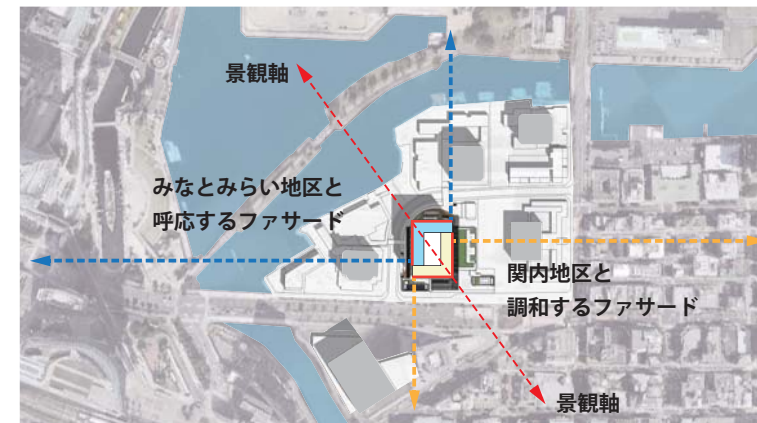 景観軸
みなとみらい地区と
呼応するファサード
関内地区と
調和するファサード
景観軸